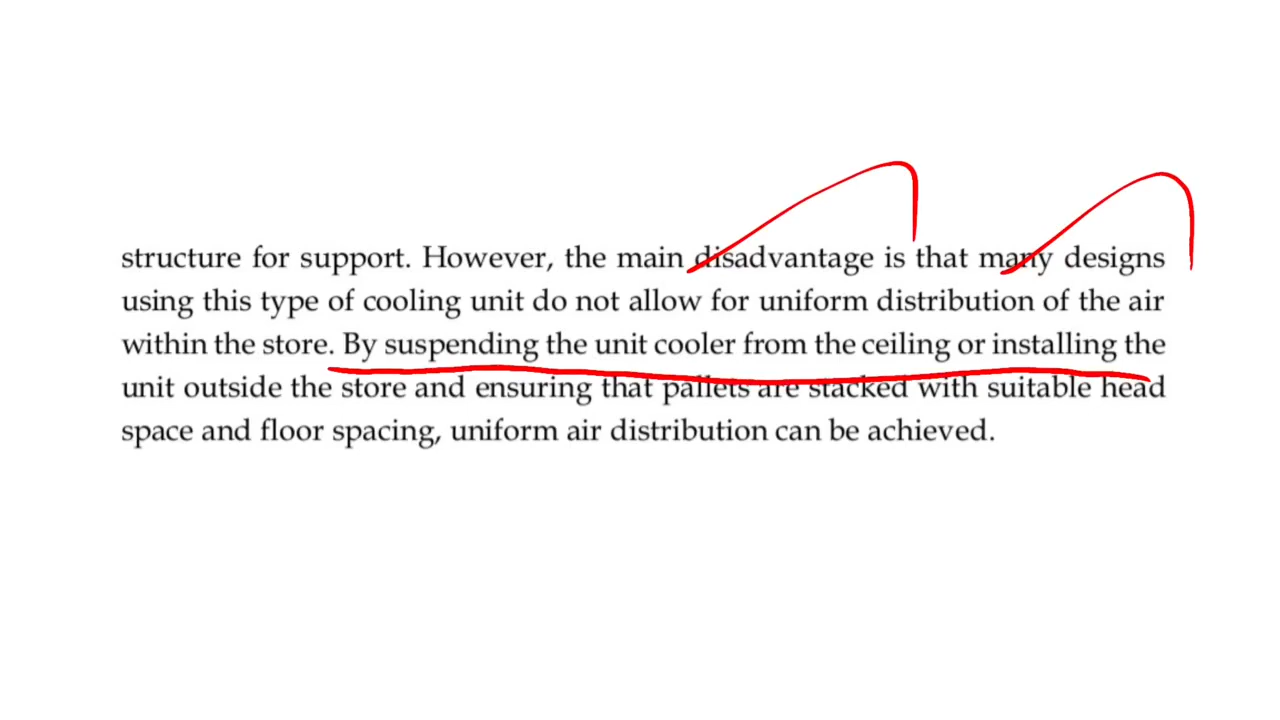 structure for support. However, the main disadvantage is that many designs
using this type of cooling unit do not allow for uniform distribution of the air
within the store. By suspending the unit cooler from the ceiling or installing the
unit outside the store and ensuring that pallets are stacked with suitable head
space and floor spacing, uniform air distribution can be achieved.